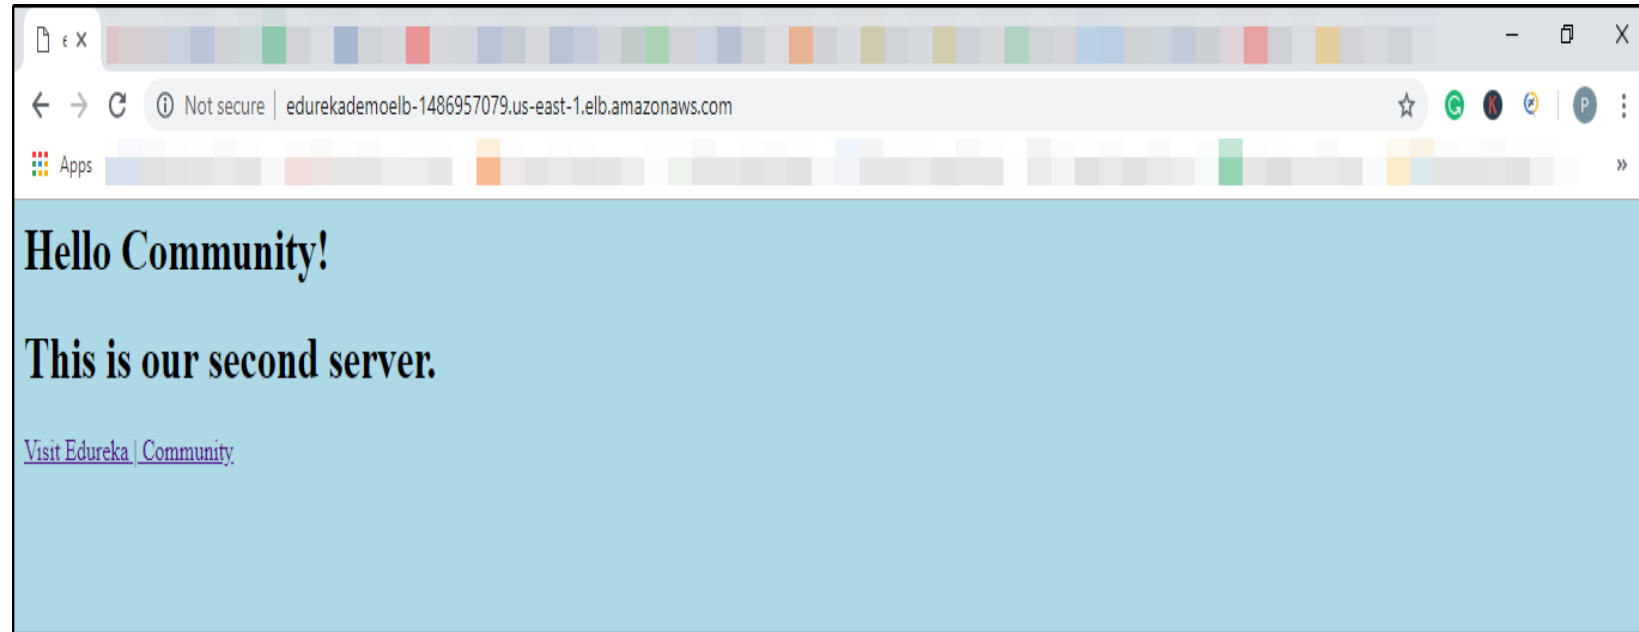 Not secure | edurekademoelb-1486957079.us-east-1.elb.amazonaws.com
P
Apps
Hello Community!
This is our second server.
Visit Edureka | Community